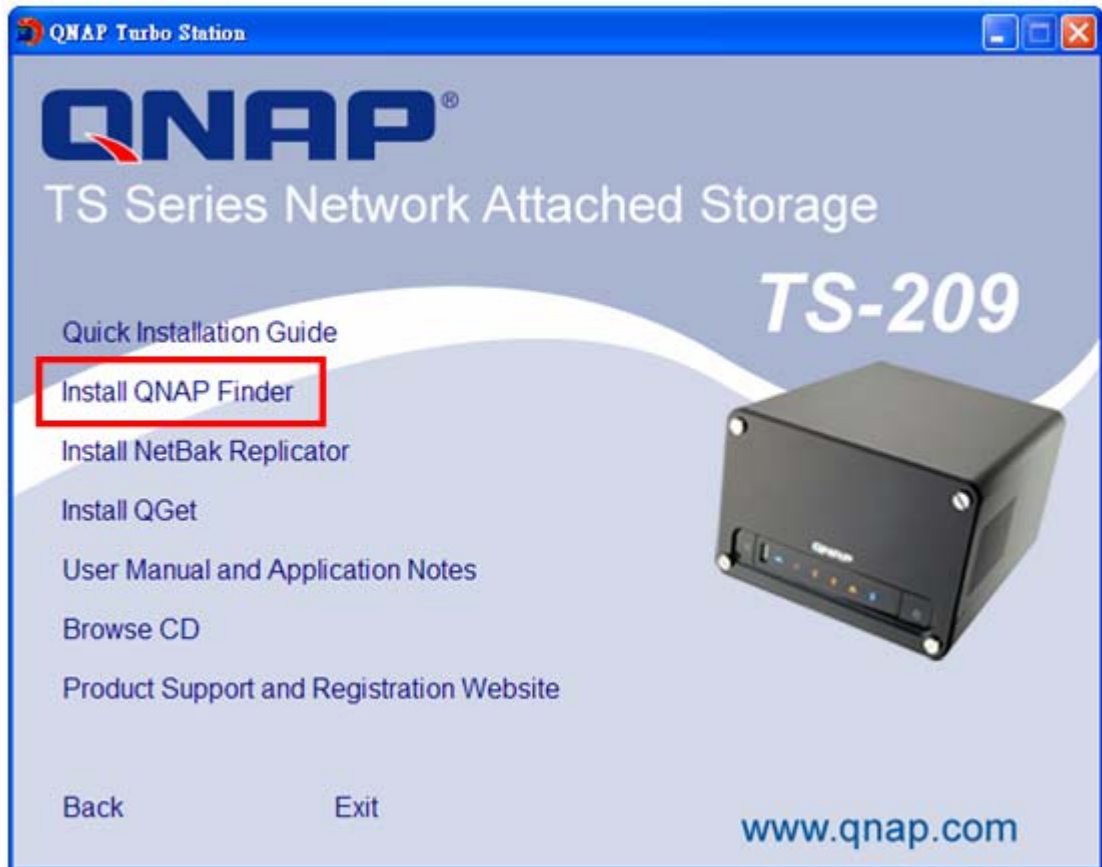 QNAP Turbo Station
QNAP®
TS Series Network Attached Storage
TS-209
Quick Installation Guide
Install QNAP Finder
Install NetBak Replicator
Install QGet
User Manual and Application Notes
Browse CD
Product Support and Registration Website
QNAP
Back
Exit
www.qnap.com